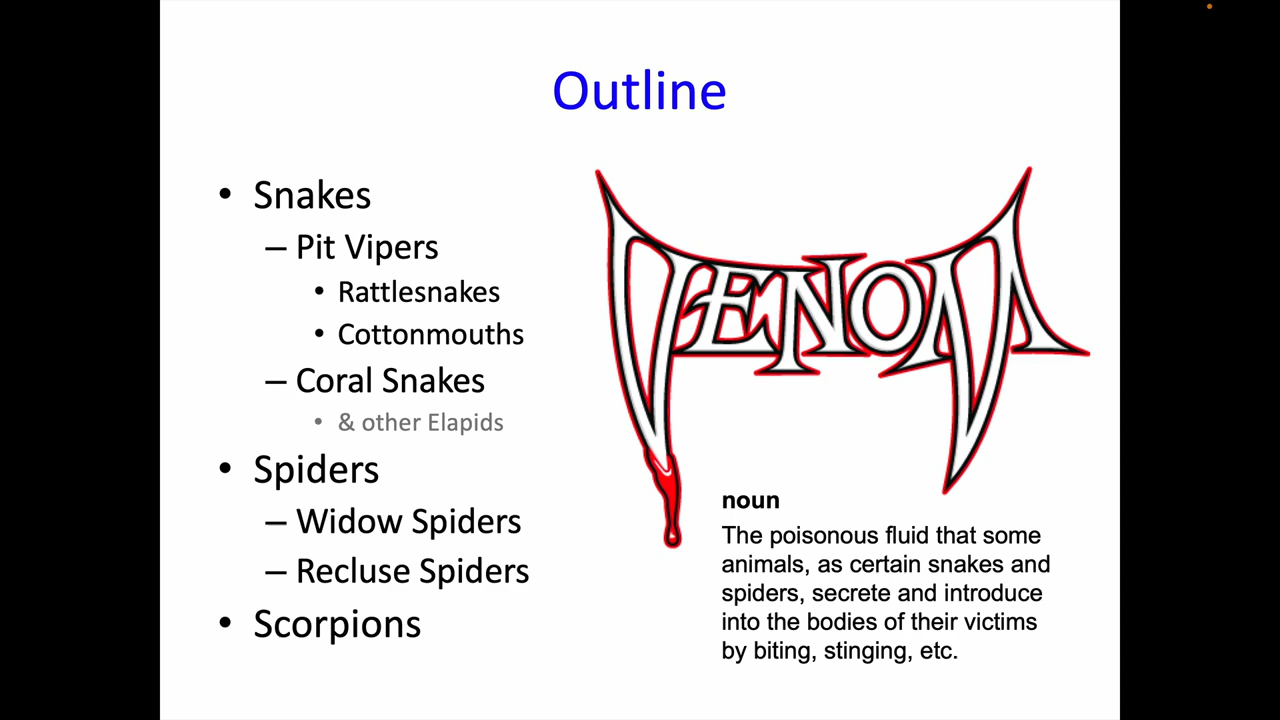 Outline
• Snakes
– Pit Vipers
• Rattlesnakes
• Cottonmouths
– Coral Snakes
• & other Elapids
• Spiders
– Widow Spiders
– Recluse Spiders
• Scorpions
VENOM
noun
The poisonous fluid that some
animals, as certain snakes and
spiders, secrete and introduce
into the bodies of their victims
by biting, stinging, etc.